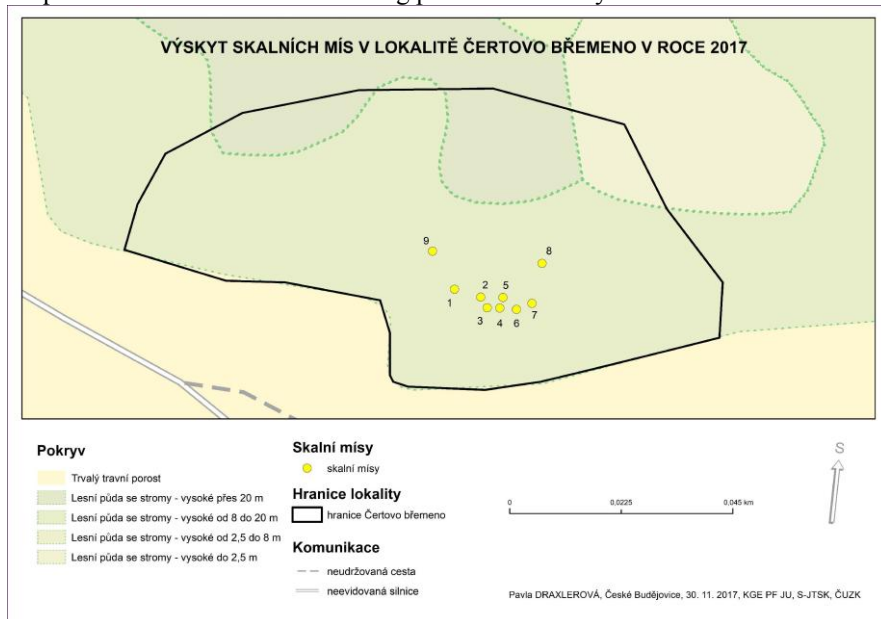 VÝSKYT SKALNÍCH MÍS V LOKALITĚ ČERTOVO BŘEMENO V ROCE 2017
9
8
1
2
5
3
4
6
7
Pokryv
Trvalý travní porost
Lesní půda se stromy - vysoké přes 20 m
Lesní půda se stromy - vysoké od 8 do 20 m
Lesní půda se stromy - vysoké od 2,5 do 8 m
Lesní půda se stromy - vysoké do 2,5 m
Skalní mísy
skalní mísy
Hranice lokality
hranice Čertovo břemeno
Komunikace
neudržovaná cesta
neevidovaná silnice
0
0,0225
0,045 km
S
Pavla DRAXLEROVÁ, České Budějovice, 30. 11. 2017, KGE PF JU, S-JTSK, ČUZK